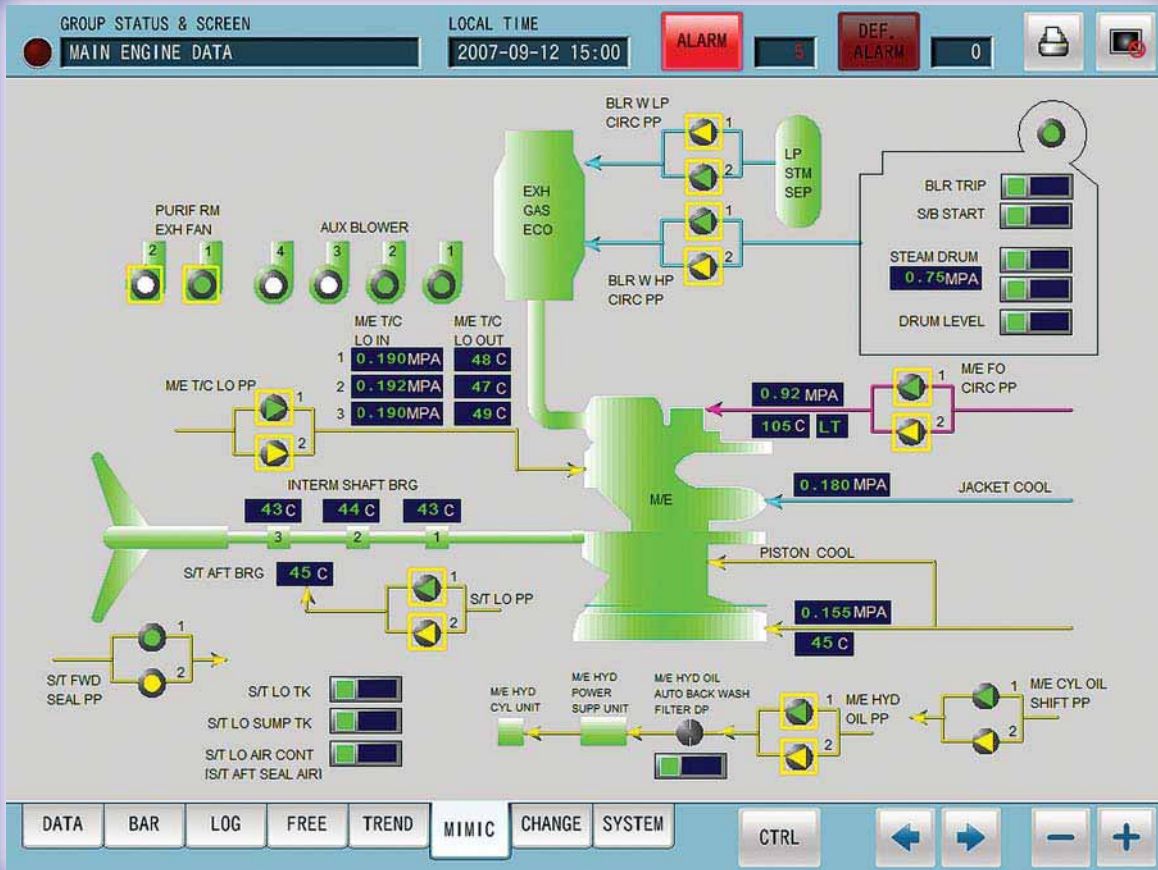 GROUP STATUS & SCREEN
MAIN ENGINE DATA
LOCAL TIME
2007-09-12 15:00
ALARM
5
DEF.
ALARM
0
BLR W LP
CIRC PP
1
2
LP
STM
SEP
EXH
GAS
ECO
1
2
BLR W HP
CIRC PP
BLR TRIP
S/B START
STEAM DRUM
0.75MPA
DRUM LEVEL
PURIF RM
EXH FAN
2
1
AUX BLOWER
4
3
2
1
M/E T/C
LO IN
M/E T/C
LO OUT
1 0.190MPA 48 C
2 0.192MPA 47 C
3 0.190MPA 49 C
M/E T/C LO PP
1
2
M/E FO
CIRC PP
1
2
0.92 MPA
105C LT
INTERM SHAFT BRG
43C 44 C 43 C
3 2 1
M/E
0.180 MPA
JACKET COOL
PISTON COOL
S/T AFT BRG
45 C
1
2
S/T LO PP
0.155MPA
45 C
S/T FWD
SEAL PP
1
2
S/T LO TK
S/T LO SUMP TK
S/T LO AIR CONT
[S/T AFT SEAL AIR]
M/E HYD
CYL UNIT
M/E HYD
POWER
SUPP UNIT
M/E HYD OIL
AUTO BACK WASH
FILTER DP
1
2
M/E HYD
OIL PP
1
2
M/E CYL OIL
SHIFT PP
DATA
BAR
LOG
FREE
TREND
MIMIC
CHANGE
SYSTEM
CTRL